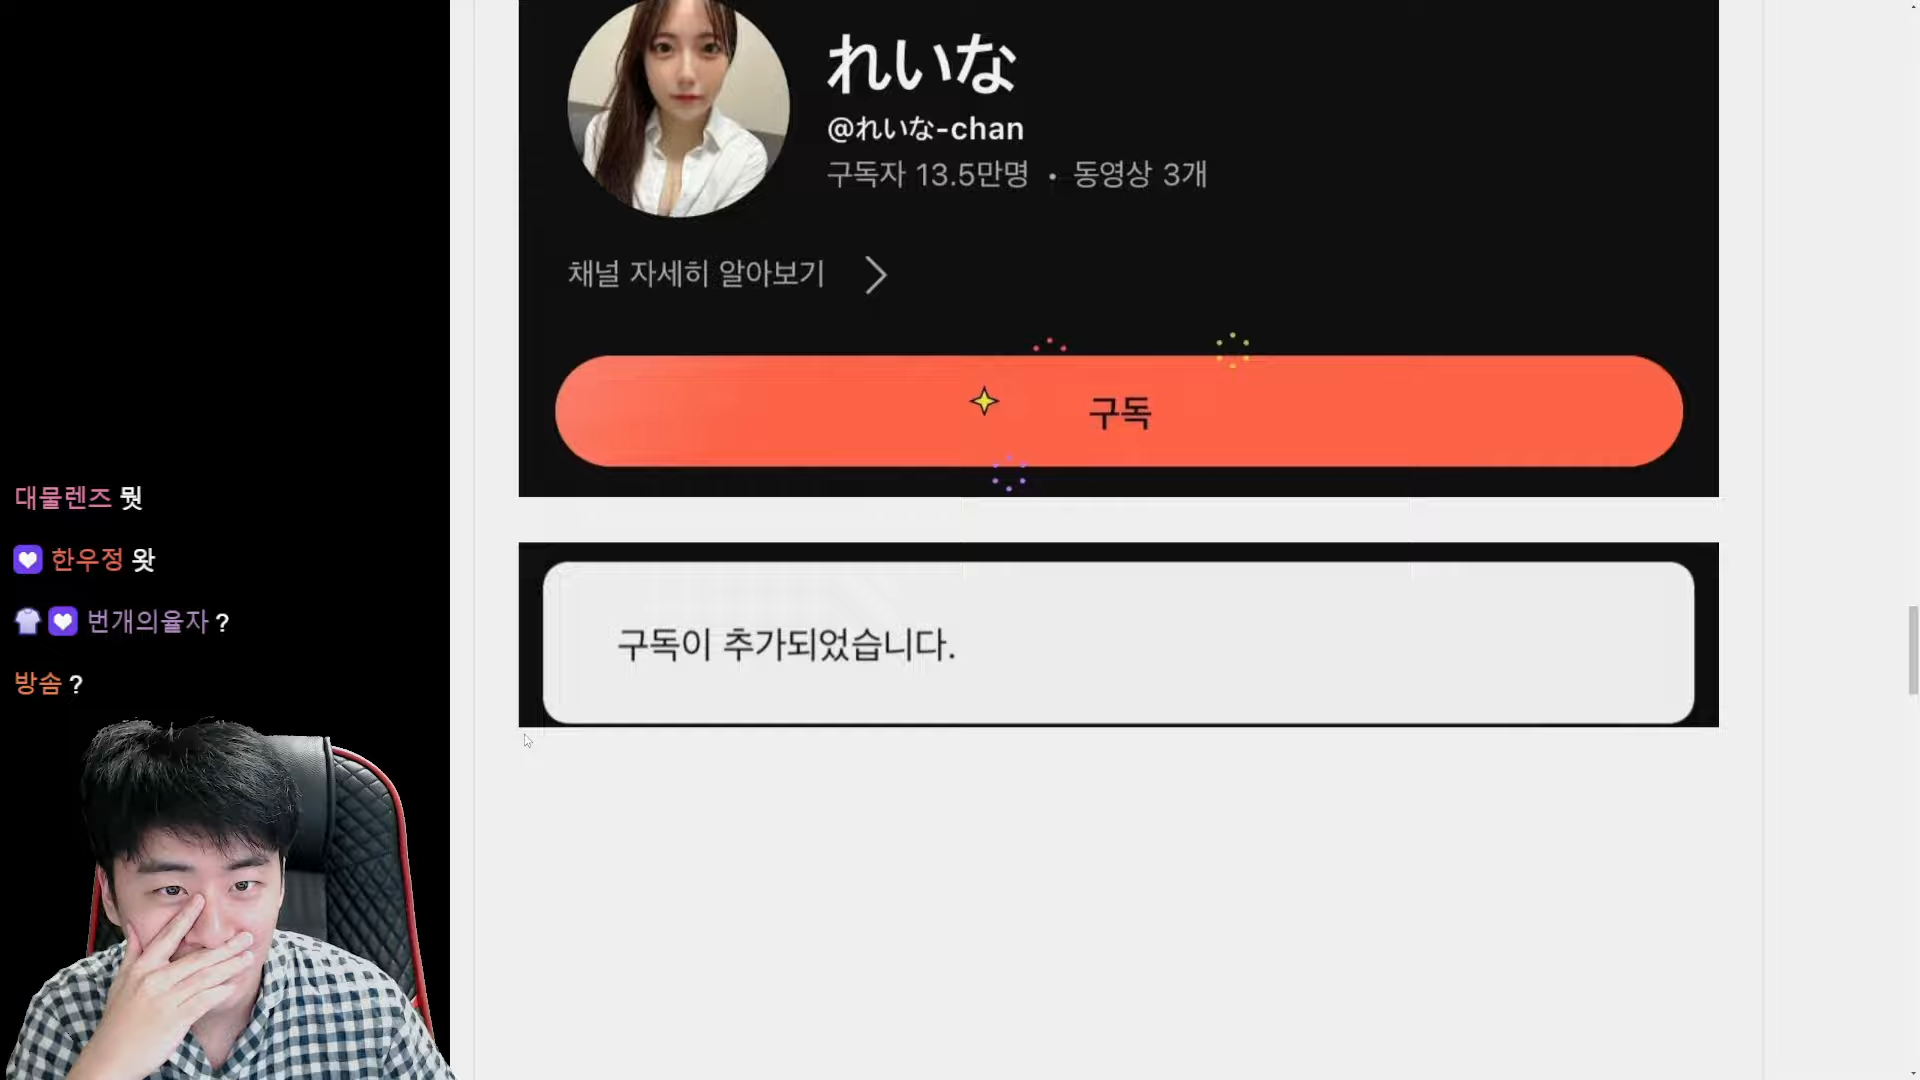 れいな
@れいな-chan
구독자 13.5만명 • 동영상 3개
채널 자세히 알아보기
구독
구독이 추가되었습니다.
대물렌즈 뭣
한우정 왓
번개의율자 ?
방솜 ?